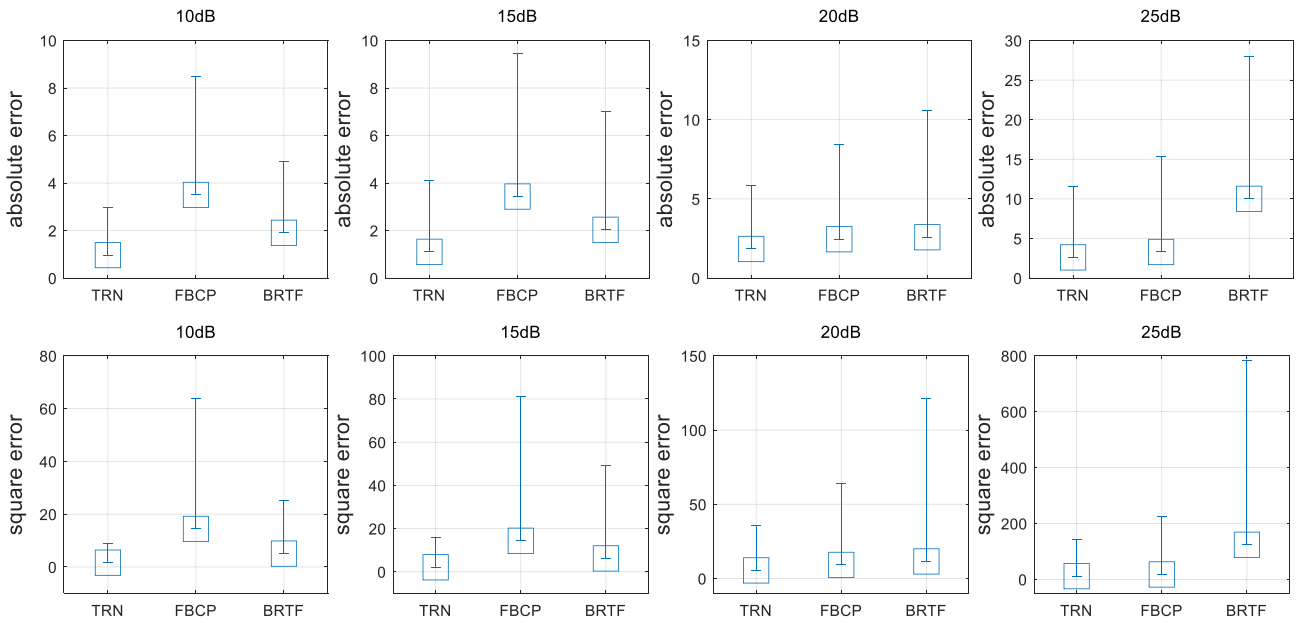 10dB
15dB
20dB
25dB
absolute error
10
8
6
4
2
0
TRN FBCP BRTF
absolute error
10
8
6
4
2
0
TRN FBCP BRTF
absolute error
15
10
5
0
TRN FBCP BRTF
absolute error
30
25
20
15
10
5
0
TRN FBCP BRTF
10dB
15dB
20dB
25dB
square error
80
60
40
20
0
TRN FBCP BRTF
square error
100
80
60
40
20
0
TRN FBCP BRTF
square error
150
100
50
0
TRN FBCP BRTF
square error
800
600
400
200
0
TRN FBCP BRTF